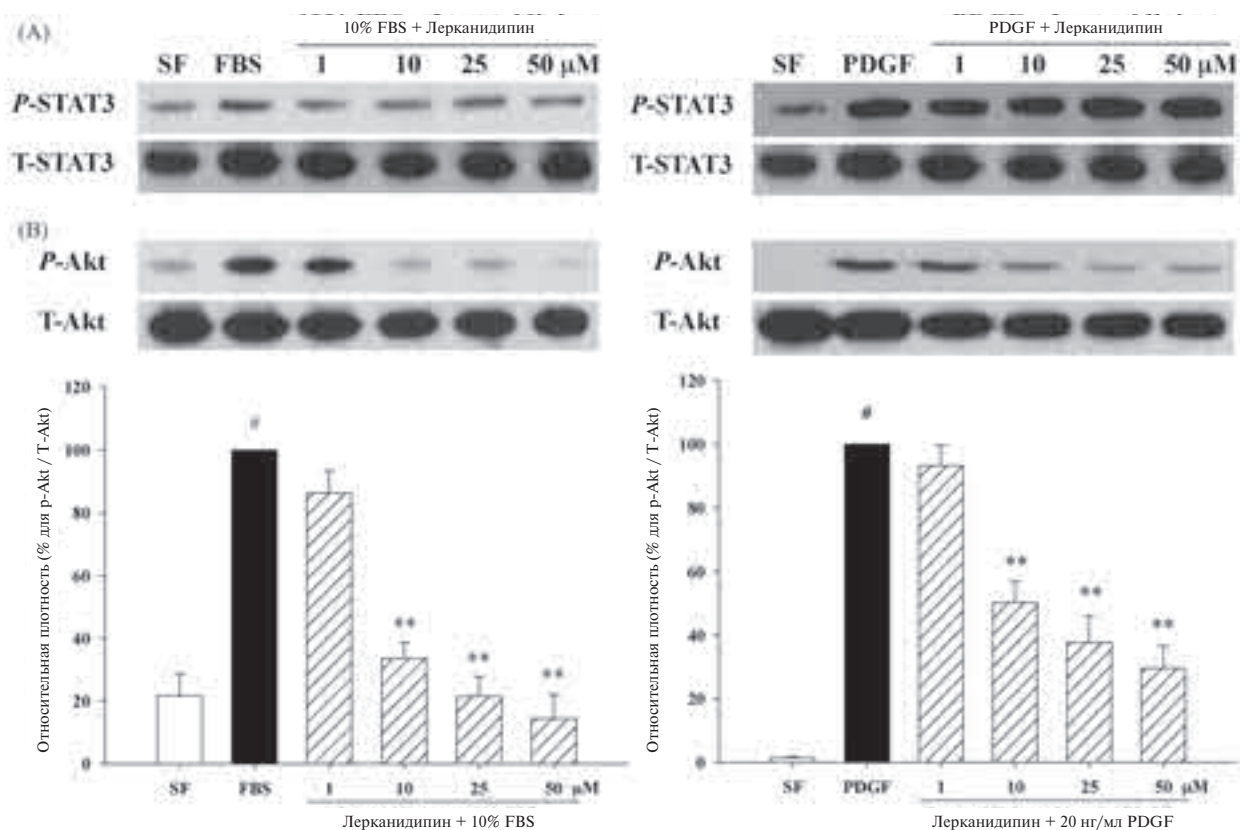 (A)
10% FBS + Лерканидипин
SF FBS 1 10 25 50 μM
P-STAT3
T-STAT3
PDGF + Лерканидипин
SF PDGF 1 10 25 50 μM
P-STAT3
T-STAT3
(B)
P-Akt
T-Akt
P-Akt
T-Akt
Относительная плотность (% для p-Akt / T-Akt)
120
100
80
60
40
20
0
#
**
**
**
SF FBS 1 10 25 50 μM
Лерканидипин + 10% FBS
Относительная плотность (% для p-Akt / T-Akt)
120
100
80
60
40
20
0
#
**
**
**
SF PDGF 1 10 25 50 μM
Лерканидипин + 20 нг/мл PDGF